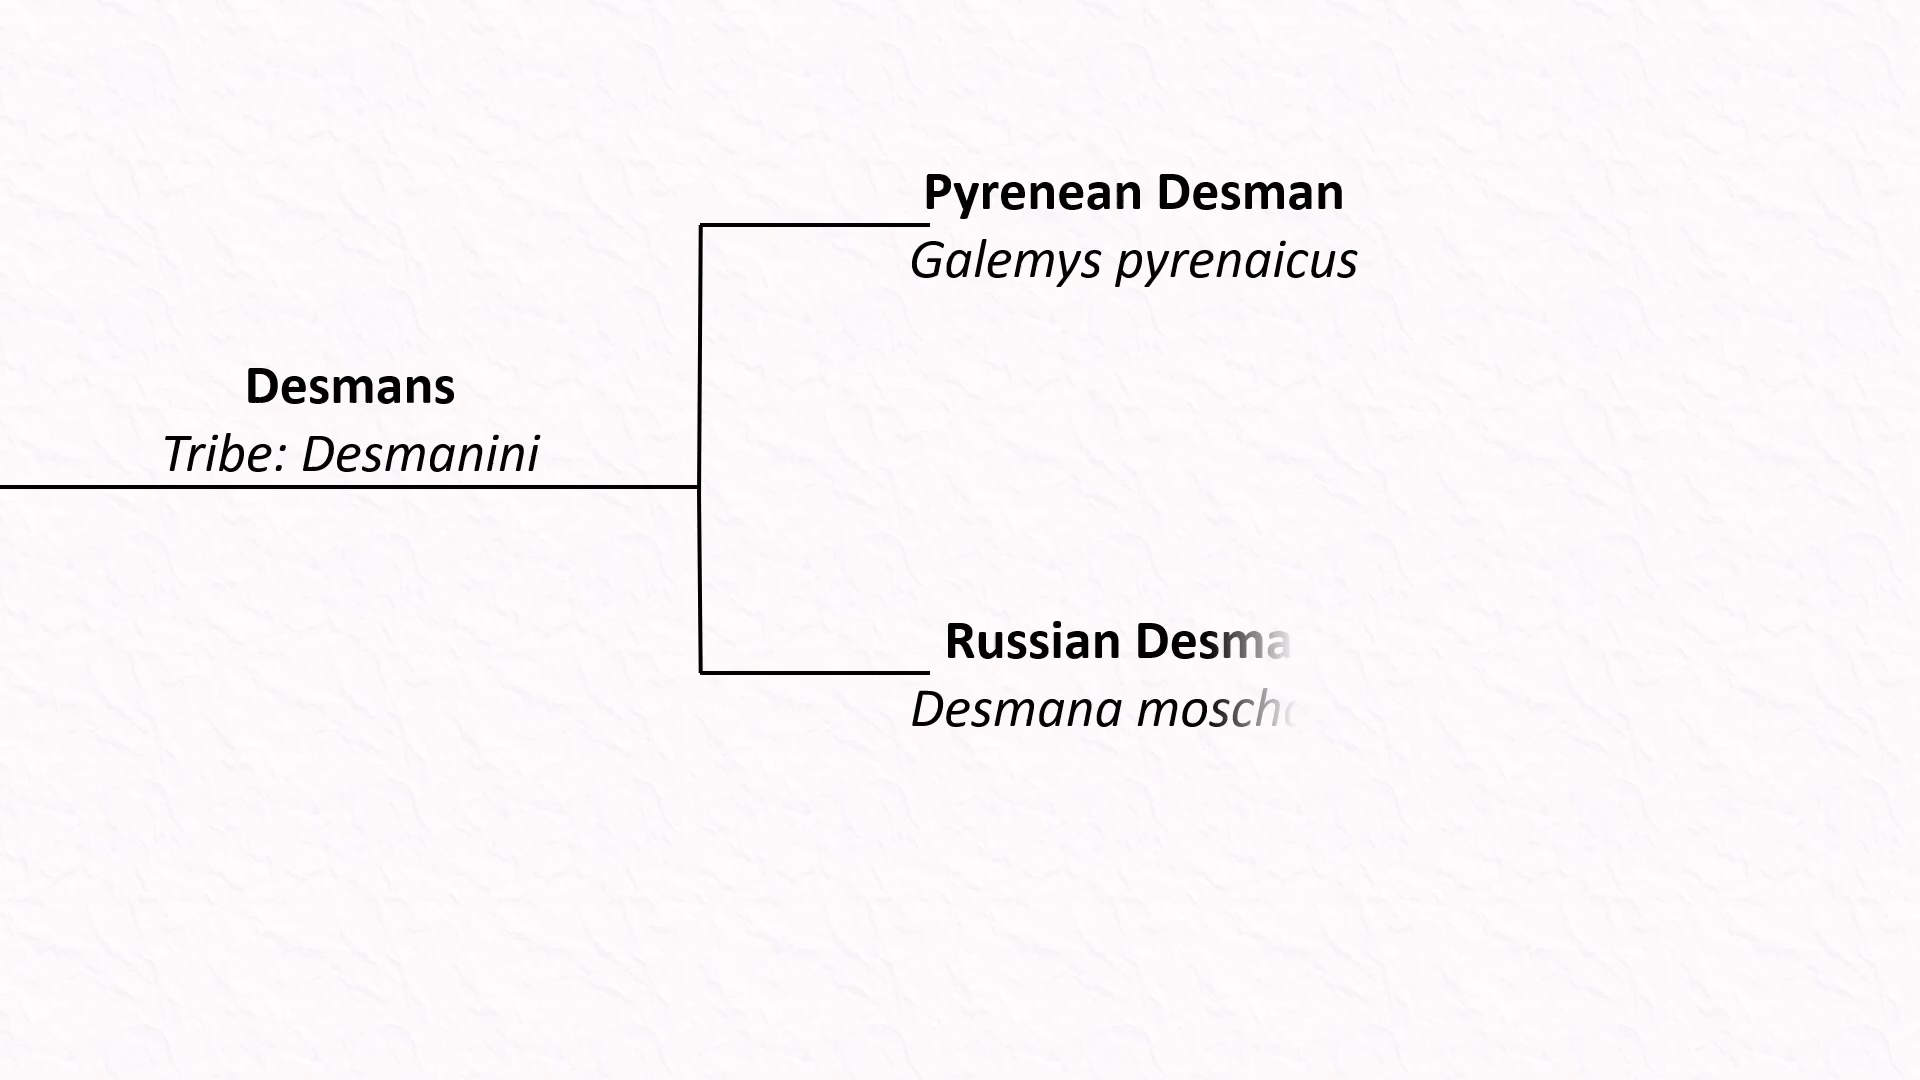 Pyrenean Desman
Galemys pyrenaicus
Desmans
Tribe: Desmanini
Russian Desma
Desmana mosch